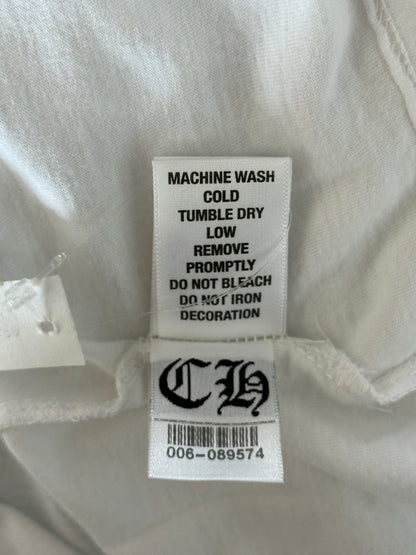 MACHINE WASH
COLD
TUMBLE DRY
LOW
REMOVE
PROMPTLY
DO NOT BLEACH
DO NOT IRON
DECORATION
CH
006-089574